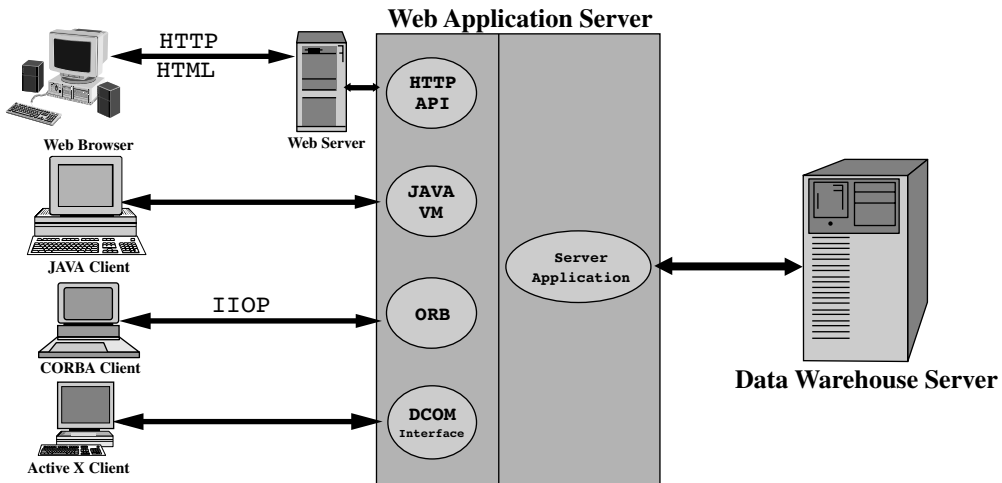 Web Application Server
HTTP
HTML
Web Browser
Web Server
HTTP
API
JAVA
VM
JAVA Client
Server
Application
IIOP
ORB
CORBA Client
Data Warehouse Server
DCOM
Interface
Active X Client